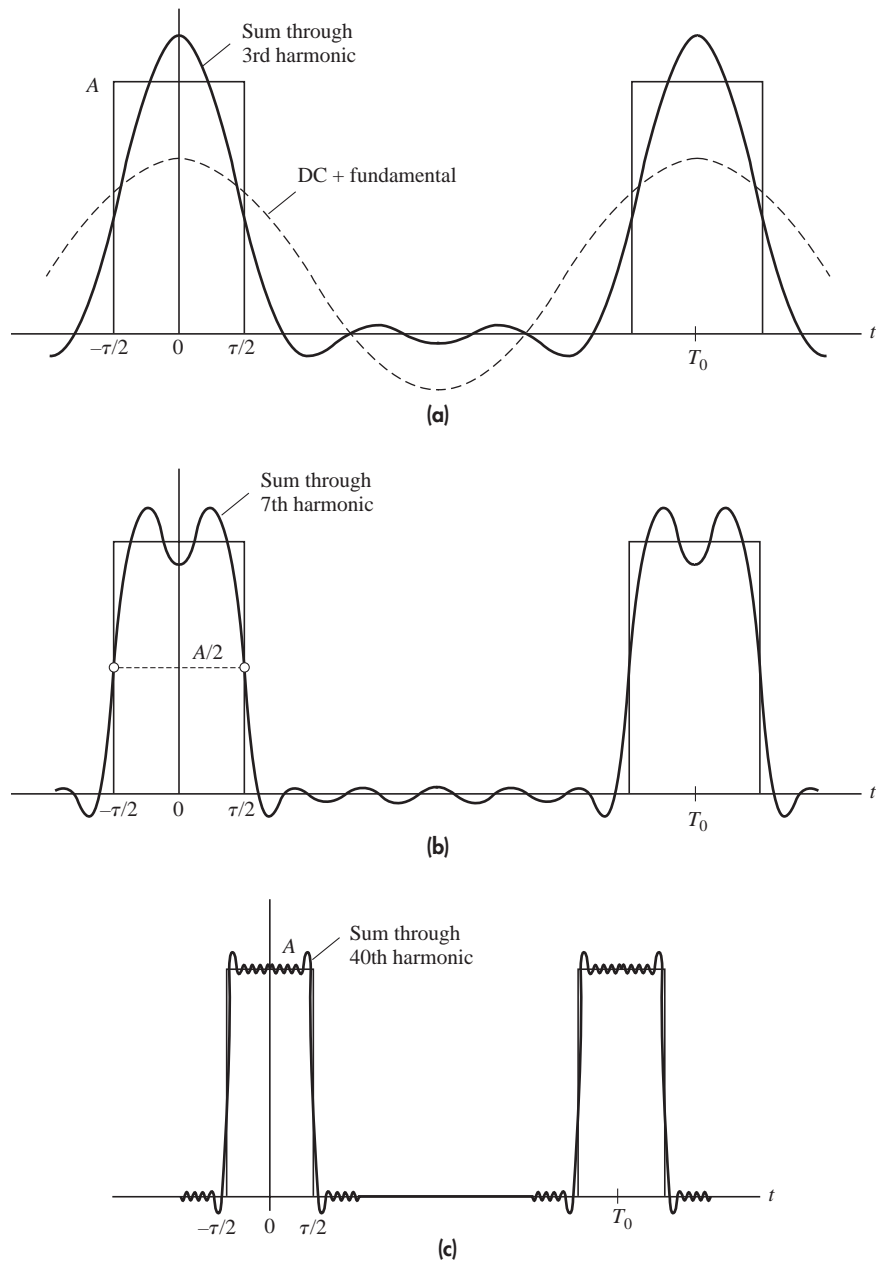 Sum through
3rd harmonic
A
DC + fundamental
t
–τ/2 0 τ/2 T0
(a)
Sum through
7th harmonic
A/2
t
–τ/2 0 τ/2 T0
(b)
A Sum through
40th harmonic
t
–τ/2 0 τ/2 T0
(c)